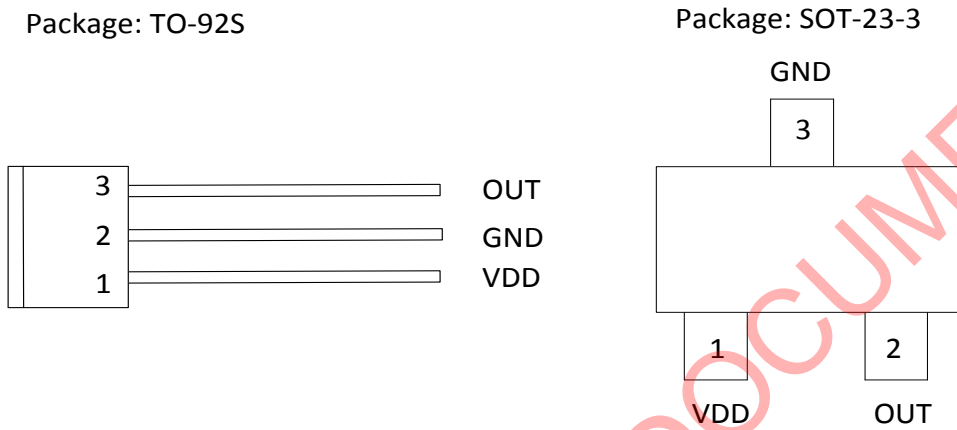 Package: TO-92S
3 OUT
2 GND
1 VDD
Package: SOT-23-3
GND
3
1 2
VDD OUT
DOCUME